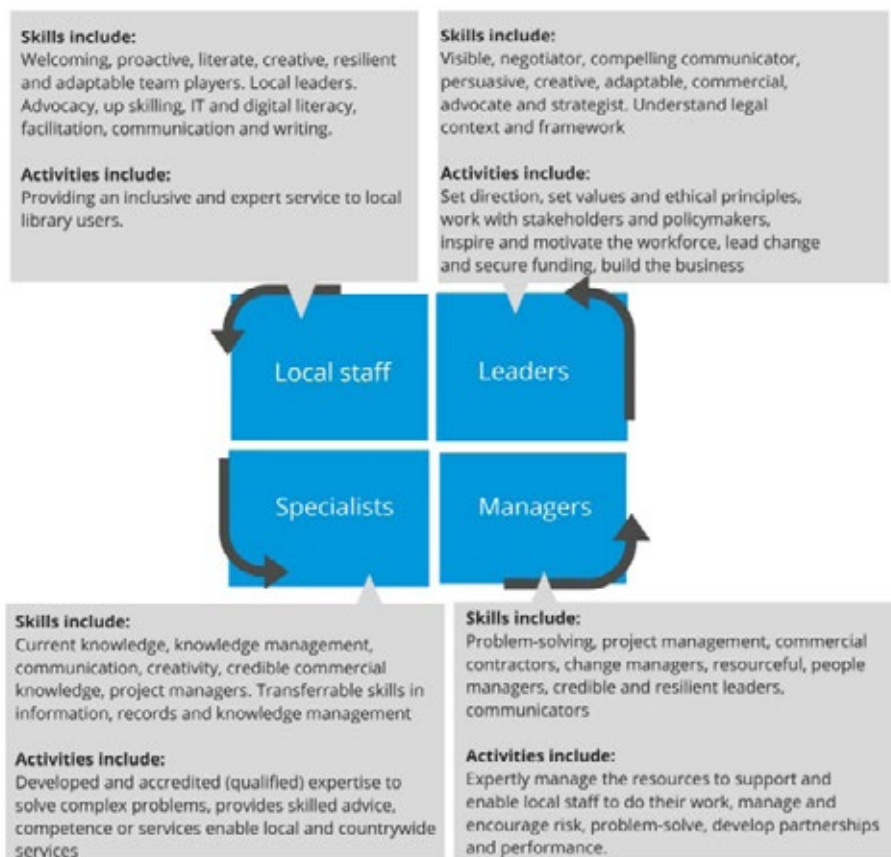 Skills include:
Welcoming, proactive, literate, creative, resilient
and adaptable team players. Local leaders.
Advocacy, up skilling, IT and digital literacy,
facilitation, communication and writing.
Activities include:
Providing an inclusive and expert service to local
library users.
Skills include:
Visible, negotiator, compelling communicator,
persuasive, creative, adaptable, commercial,
advocate and strategist. Understand legal
context and framework
Activities include:
Set direction, set values and ethical principles,
work with stakeholders and policymakers,
inspire and motivate the workforce, lead change
and secure funding, build the business
Local staff
Leaders
Specialists
Managers
Skills include:
Current knowledge, knowledge management,
communication, creativity, credible commercial
knowledge, project managers. Transferrable skills in
information, records and knowledge management
Activities include:
Developed and accredited (qualified) expertise to
solve complex problems, provides skilled advice,
competence or services enable local and countrywide
services
Skills include:
Problem-solving, project management, commercial
contractors, change managers, resourceful, people
managers, credible and resilient leaders,
communicators
Activities include:
Expertly manage the resources to support and
enable local staff to do their work, manage and
encourage risk, problem-solve, develop partnerships
and performance.